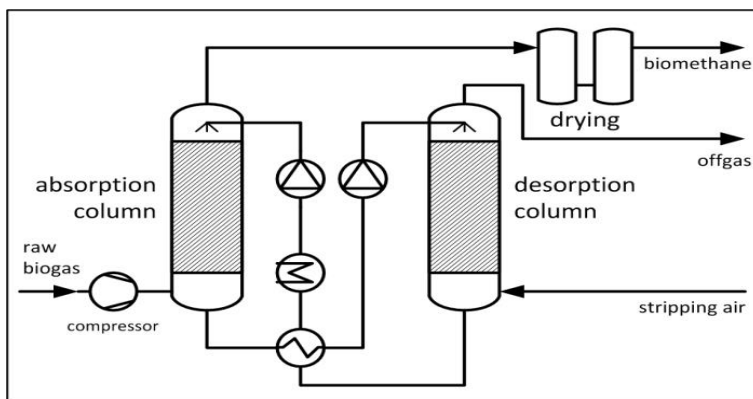 biomethane
drying
offgas
absorption
column
desorption
column
raw
biogas
compressor
stripping air